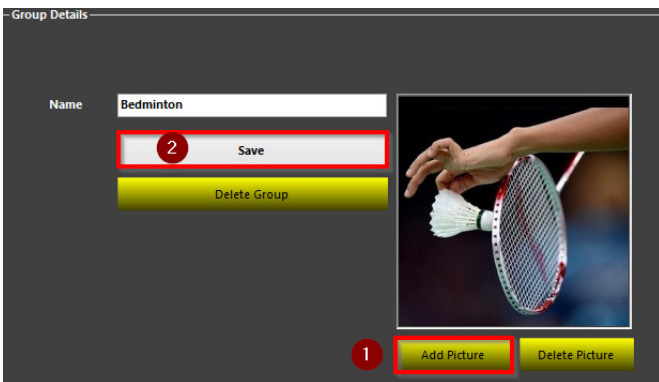 Group Details
Name
Bedminton
2
Save
Delete Group
1
Add Picture
Delete Picture